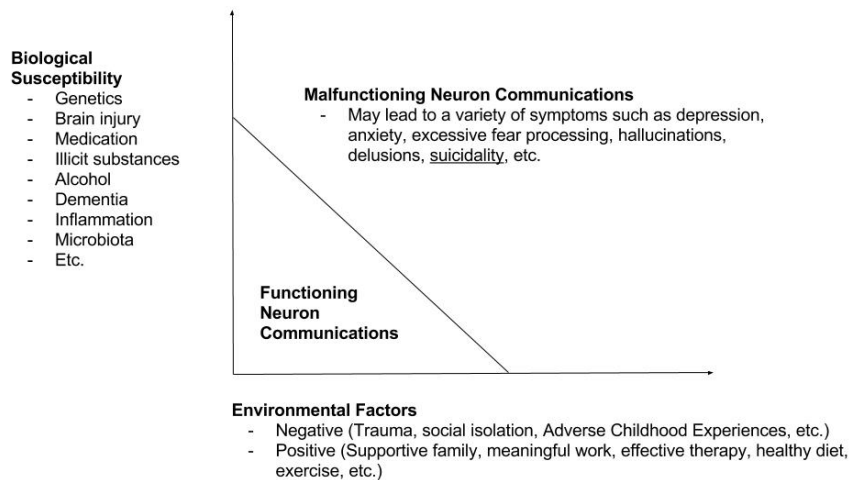 Biological
Susceptibility
- Genetics
- Brain injury
- Medication
- Illicit substances
- Alcohol
- Dementia
- Inflammation
- Microbiota
- Etc.
Malfunctioning Neuron Communications
- May lead to a variety of symptoms such as depression,
anxiety, excessive fear processing, hallucinations,
delusions, suicidality, etc.
Functioning
Neuron
Communications
Environmental Factors
- Negative (Trauma, social isolation, Adverse Childhood Experiences, etc.)
- Positive (Supportive family, meaningful work, effective therapy, healthy diet,
exercise, etc.)